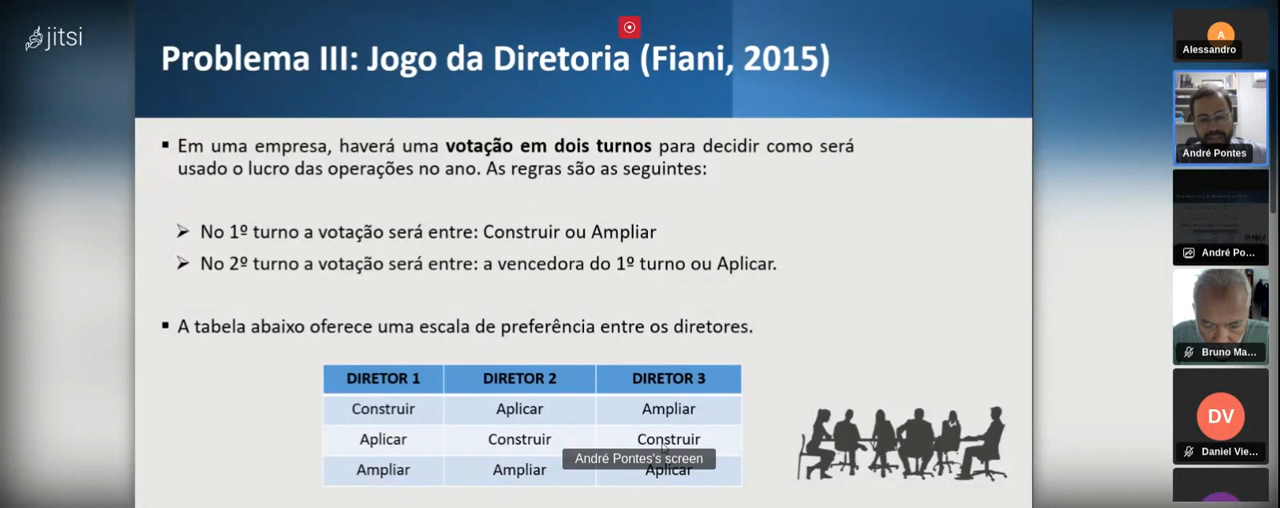 jitsi
Problema III: Jogo da Diretoria (Fiani, 2015)
▪ Em uma empresa, haverá uma votação em dois turnos para decidir como será
usado o lucro das operações no ano. As regras são as seguintes:
➢ No 1º turno a votação será entre: Construir ou Ampliar
➢ No 2º turno a votação será entre: a vencedora do 1º turno ou Aplicar.
▪ A tabela abaixo oferece uma escala de preferência entre os diretores.
DIRETOR 1 DIRETOR 2 DIRETOR 3
Construir Aplicar Ampliar
Aplicar Construir Construir
Ampliar Ampliar Aplicar
André Pontes's screen
A
Alessandro
André Pontes
André Po...
Bruno Ma...
DV
Daniel Vie...